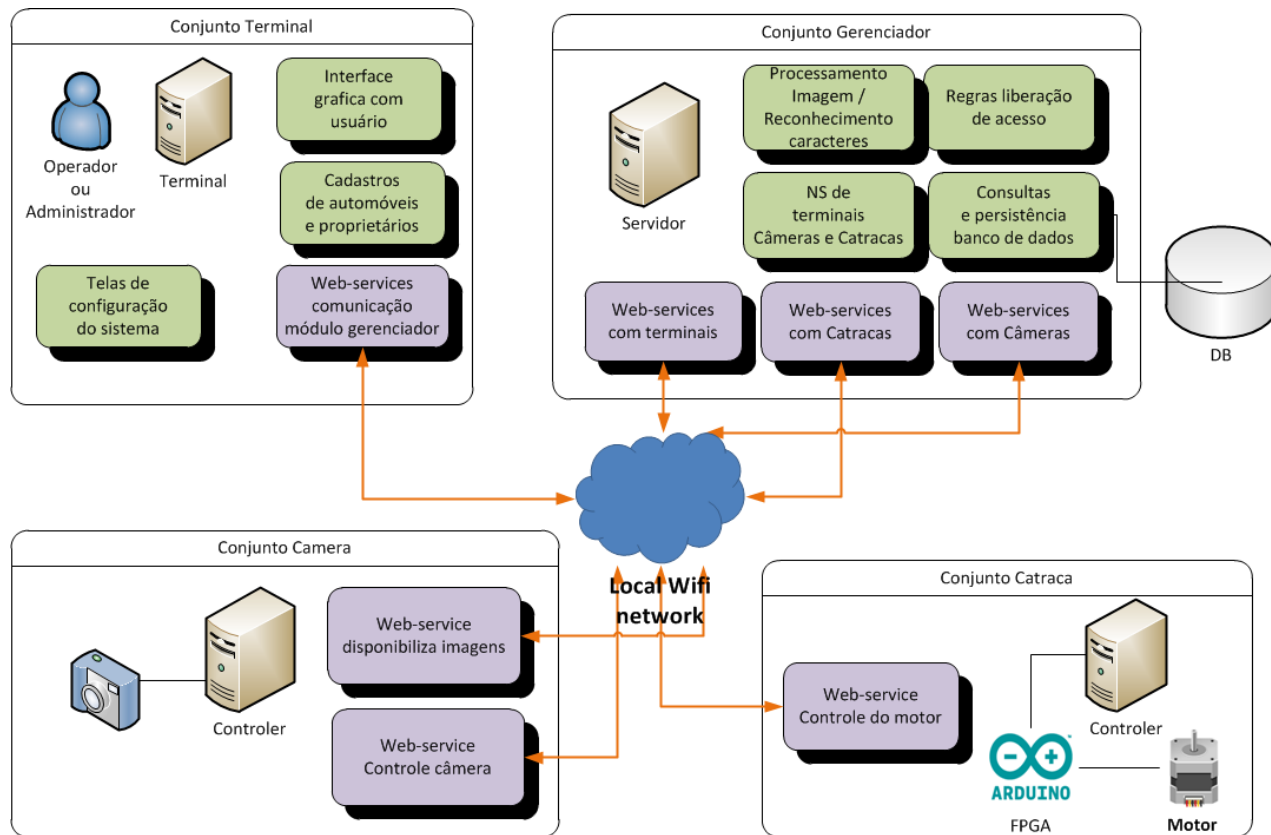 Conjunto Terminal
Operador
ou
Administrador
Terminal
Interface
grafica com
usuário
Cadastros
de automóveis
e proprietários
Telas de
configuração
do sistema
Web-services
comunicação
módulo gerenciador
Conjunto Gerenciador
Servidor
Processamento
Imagem /
Reconhecimento
caracteres
Regras liberação
de acesso
NS de
terminais
Câmeras e Catracas
Consultas
e persistência
banco de dados
Web-services
com terminais
Web-services
com Catracas
Web-services
com Câmeras
DB
Local Wifi
network
Conjunto Camera
Controler
Web-service
disponibiliza imagens
Web-service
Controle câmera
Conjunto Catraca
Web-service
Controle do motor
Controler
ARDUINO
FPGA
Motor